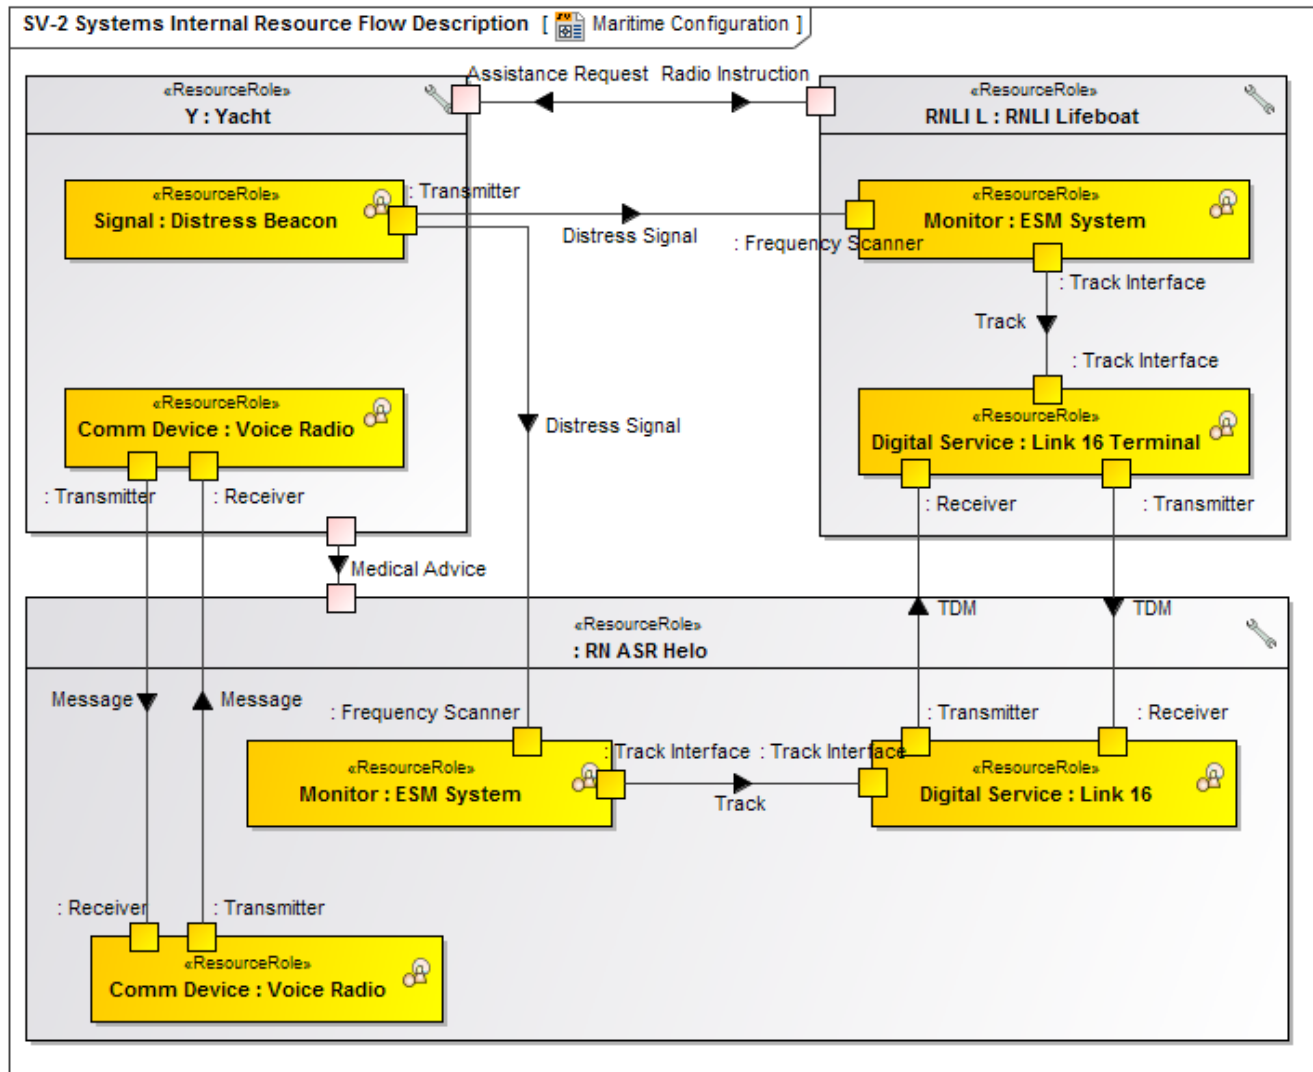 SV-2 Systems Internal Resource Flow Description [ Maritime Configuration ]
Assistance Request Radio Instruction
«ResourceRole»
Y : Yacht
«ResourceRole»
RNLI L : RNLI Lifeboat
«ResourceRole»
Signal : Distress Beacon
: Transmitter
Distress Signal
: Frequency Scanner
«ResourceRole»
Monitor : ESM System
: Track Interface
Track
: Track Interface
«ResourceRole»
Comm Device : Voice Radio
Distress Signal
«ResourceRole»
Digital Service : Link 16 Terminal
: Transmitter
: Receiver
: Receiver
: Transmitter
Medical Advice
TDM
TDM
«ResourceRole»
: RN ASR Helo
Message
Message
: Frequency Scanner
: Transmitter
: Receiver
«ResourceRole»
Monitor : ESM System
: Track Interface : Track Interface
Track
«ResourceRole»
Digital Service : Link 16
: Receiver
: Transmitter
«ResourceRole»
Comm Device : Voice Radio